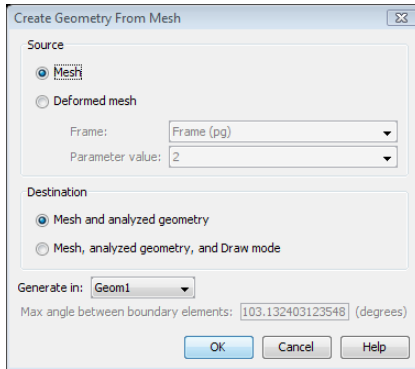 Create Geometry From Mesh
Source
Mesh
Deformed mesh
Frame: Frame (pg)
Parameter value: 2
Destination
Mesh and analyzed geometry
Mesh, analyzed geometry, and Draw mode
Generate in: Geom1
Max angle between boundary elements: 103.132403123548 (degrees)
OK Cancel Help